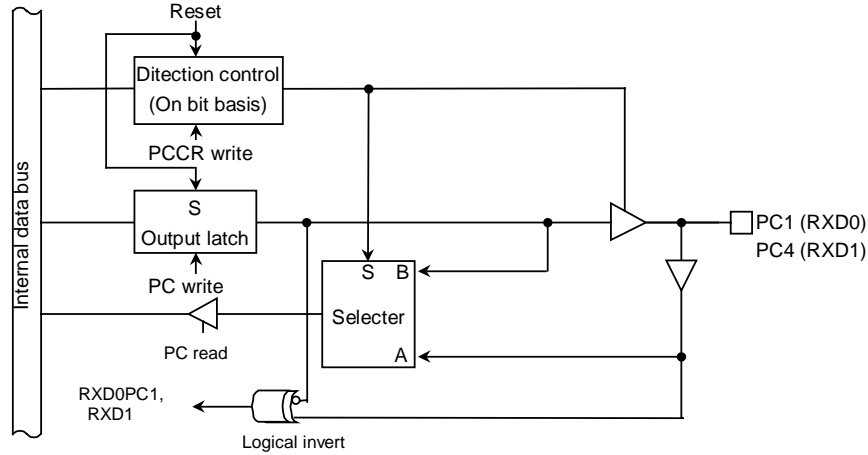 Reset
Ditection control
(On bit basis)
PCCR write
Internal data bus
S
Output latch
PC write
PC1 (RXD0)
PC4 (RXD1)
S B
Selecter
A
PC read
RXD0PC1,
RXD1
Logical invert